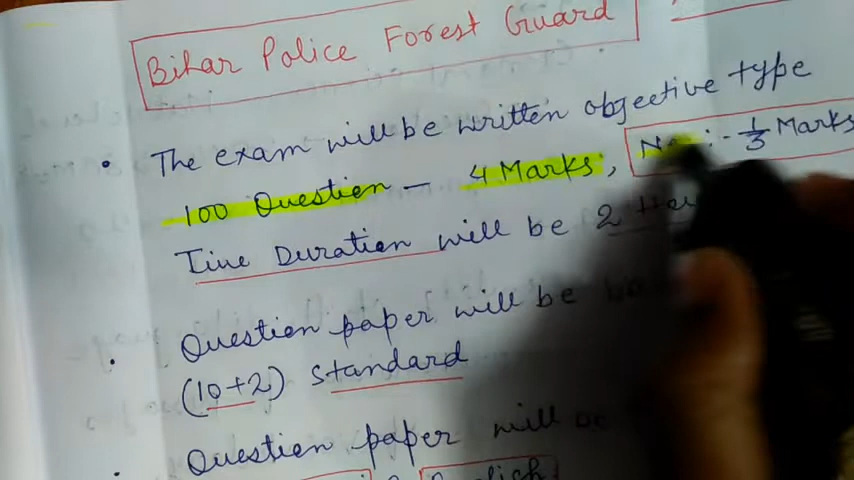 Bihar Police Forest Guard
• The exam will be written objective type
100 Question - 4 Marks, - 1/3 Marks
Time Duration will be 2
• Question paper will be
(10+2) standard
• Question paper will be